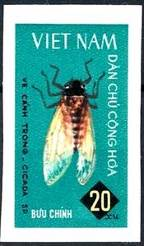 VIET NAM
DÂN CHỦ CỘNG HÒA
VE CÁNH TRONG - CICADA SP.
BƯU CHÍNH
20
XU